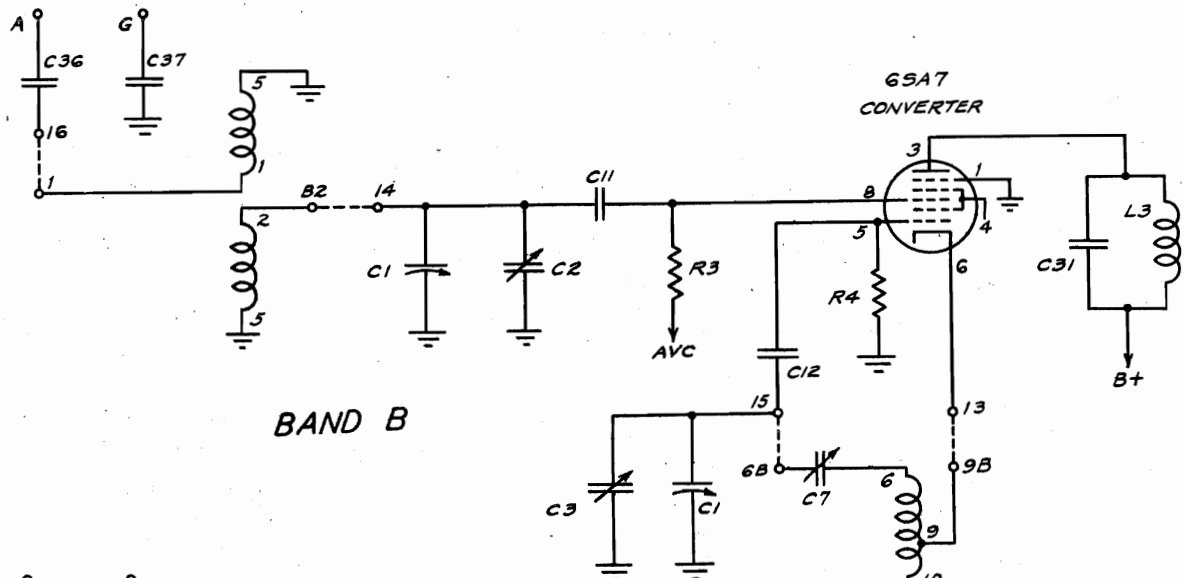 A
G
C36
C37
5
16
1
1
6SA7
CONVERTER
3
1
B2
14
C11
8
2
4
L3
5
C1
C2
R3
C31
6
R4
5
AVC
C12
B+
BAND B
15
13
6B
9B
C7
6
C3
C1
9